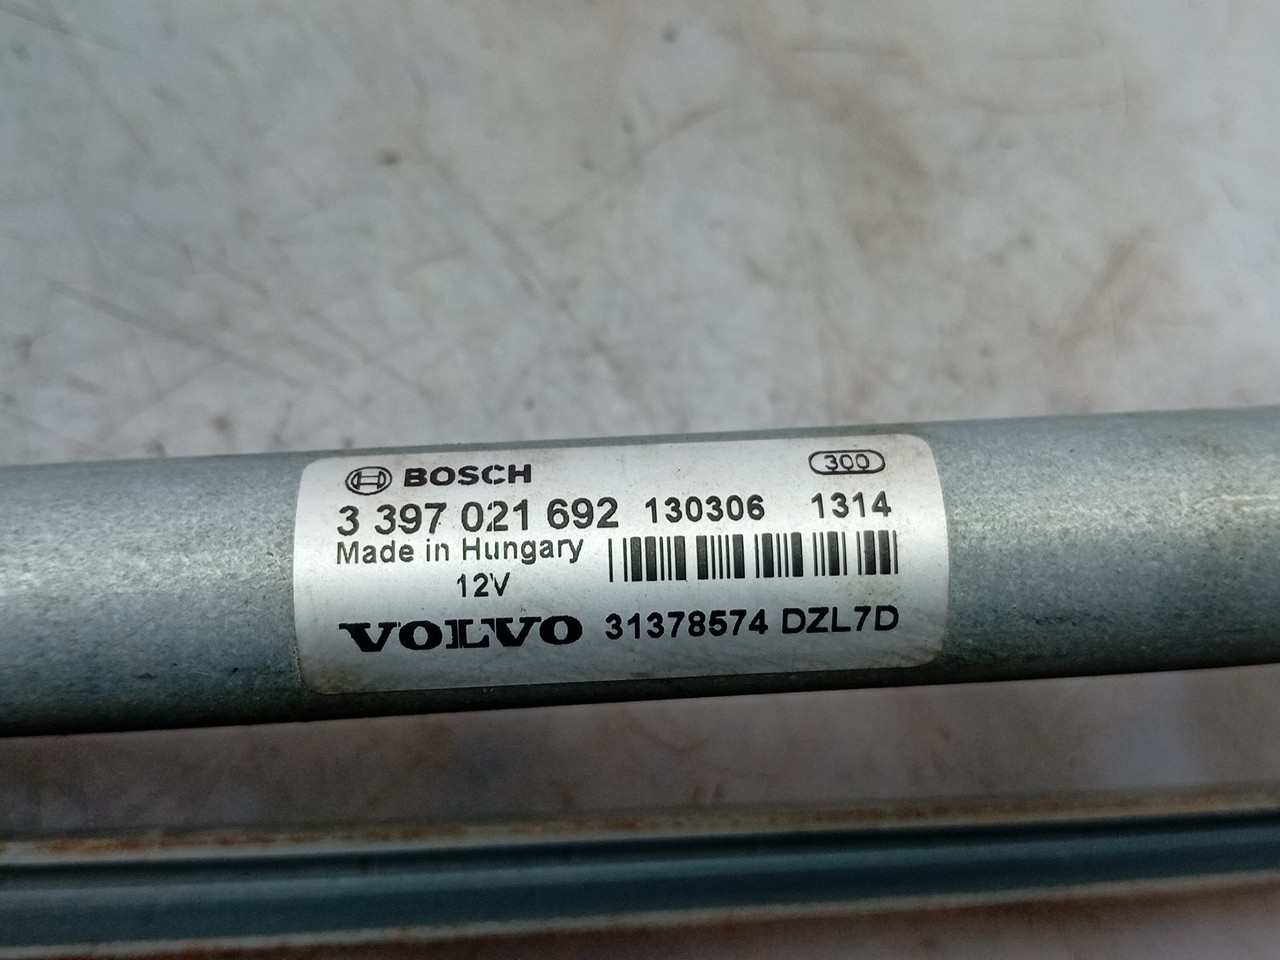 BOSCH 300
3 397 021 692 130306 1314
Made in Hungary
12V
VOLVO 31378574 DZL7D